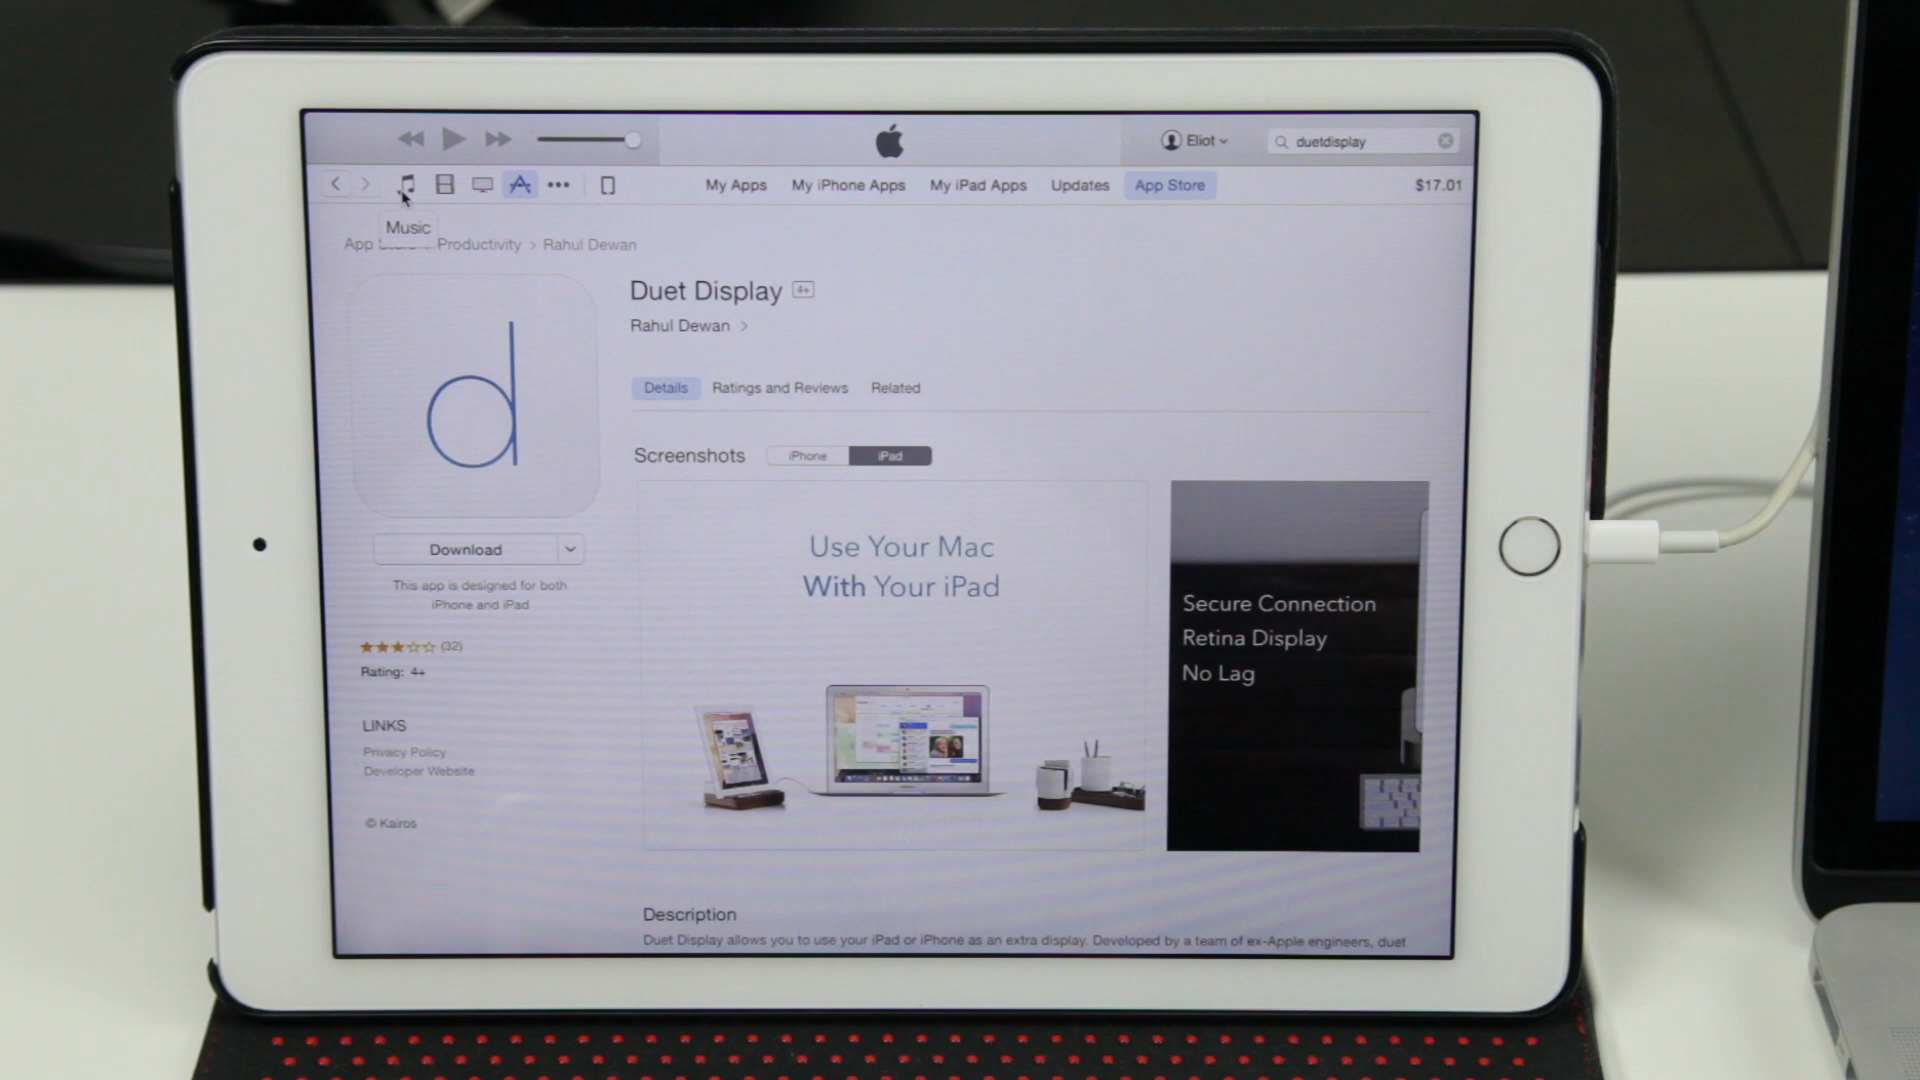 Eliot
duetdisplay
My Apps
My iPhone Apps
My iPad Apps
Updates
App Store
$17.01
Music
App
Productivity > Rahul Dewan
Duet Display 4+
Rahul Dewan >
Details
Ratings and Reviews
Related
Screenshots
iPhone
iPad
Download
This app is designed for both
iPhone and iPad
(32)
Rating: 4+
LINKS
Privacy Policy
Developer Website
© Kairos
Use Your Mac
With Your iPad
Secure Connection
Retina Display
No Lag
Description
Duet Display allows you to use your iPad or iPhone as an extra display. Developed by a team of ex-Apple engineers, duet